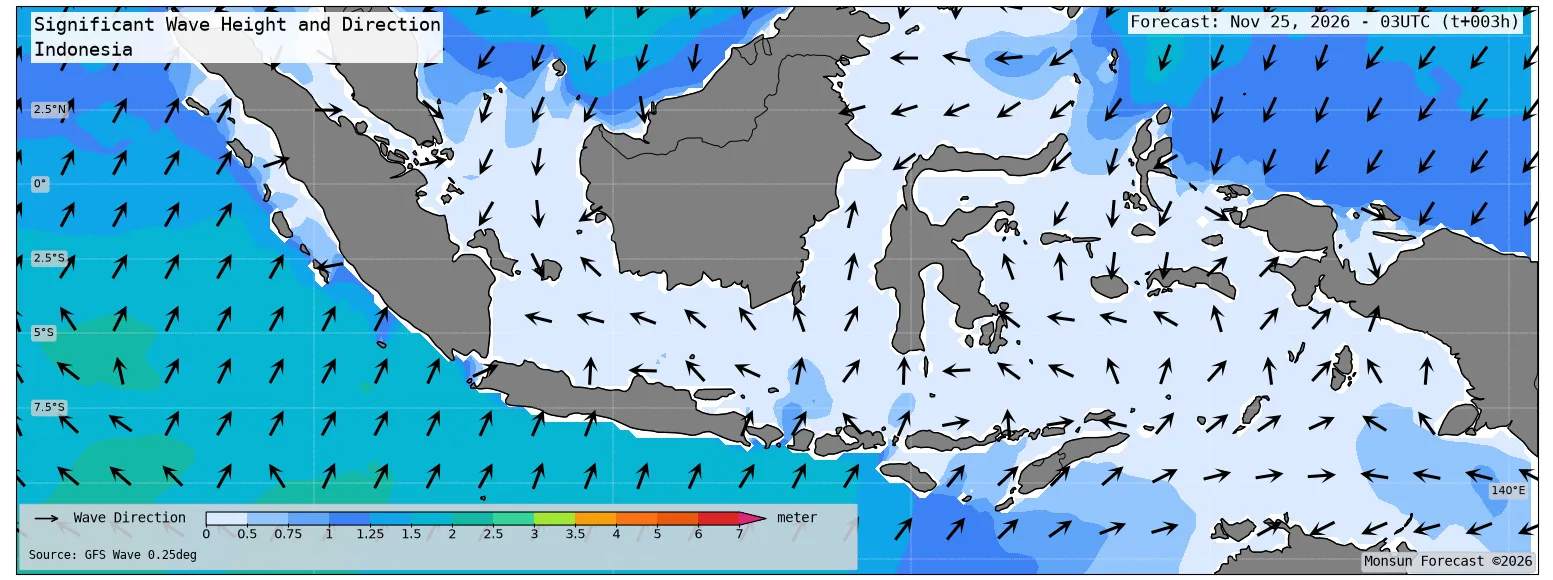 Significant Wave Height and Direction
Indonesia
Forecast: Nov 25, 2026 - 03UTC (t+003h)
2.5°N
0°
2.5°S
5°S
7.5°S
140°E
Wave Direction
meter
0 0.5 0.75 1 1.25 1.5 2 2.5 3 3.5 4 5 6 7
Source: GFS Wave 0.25deg
Monsun Forecast ©2026